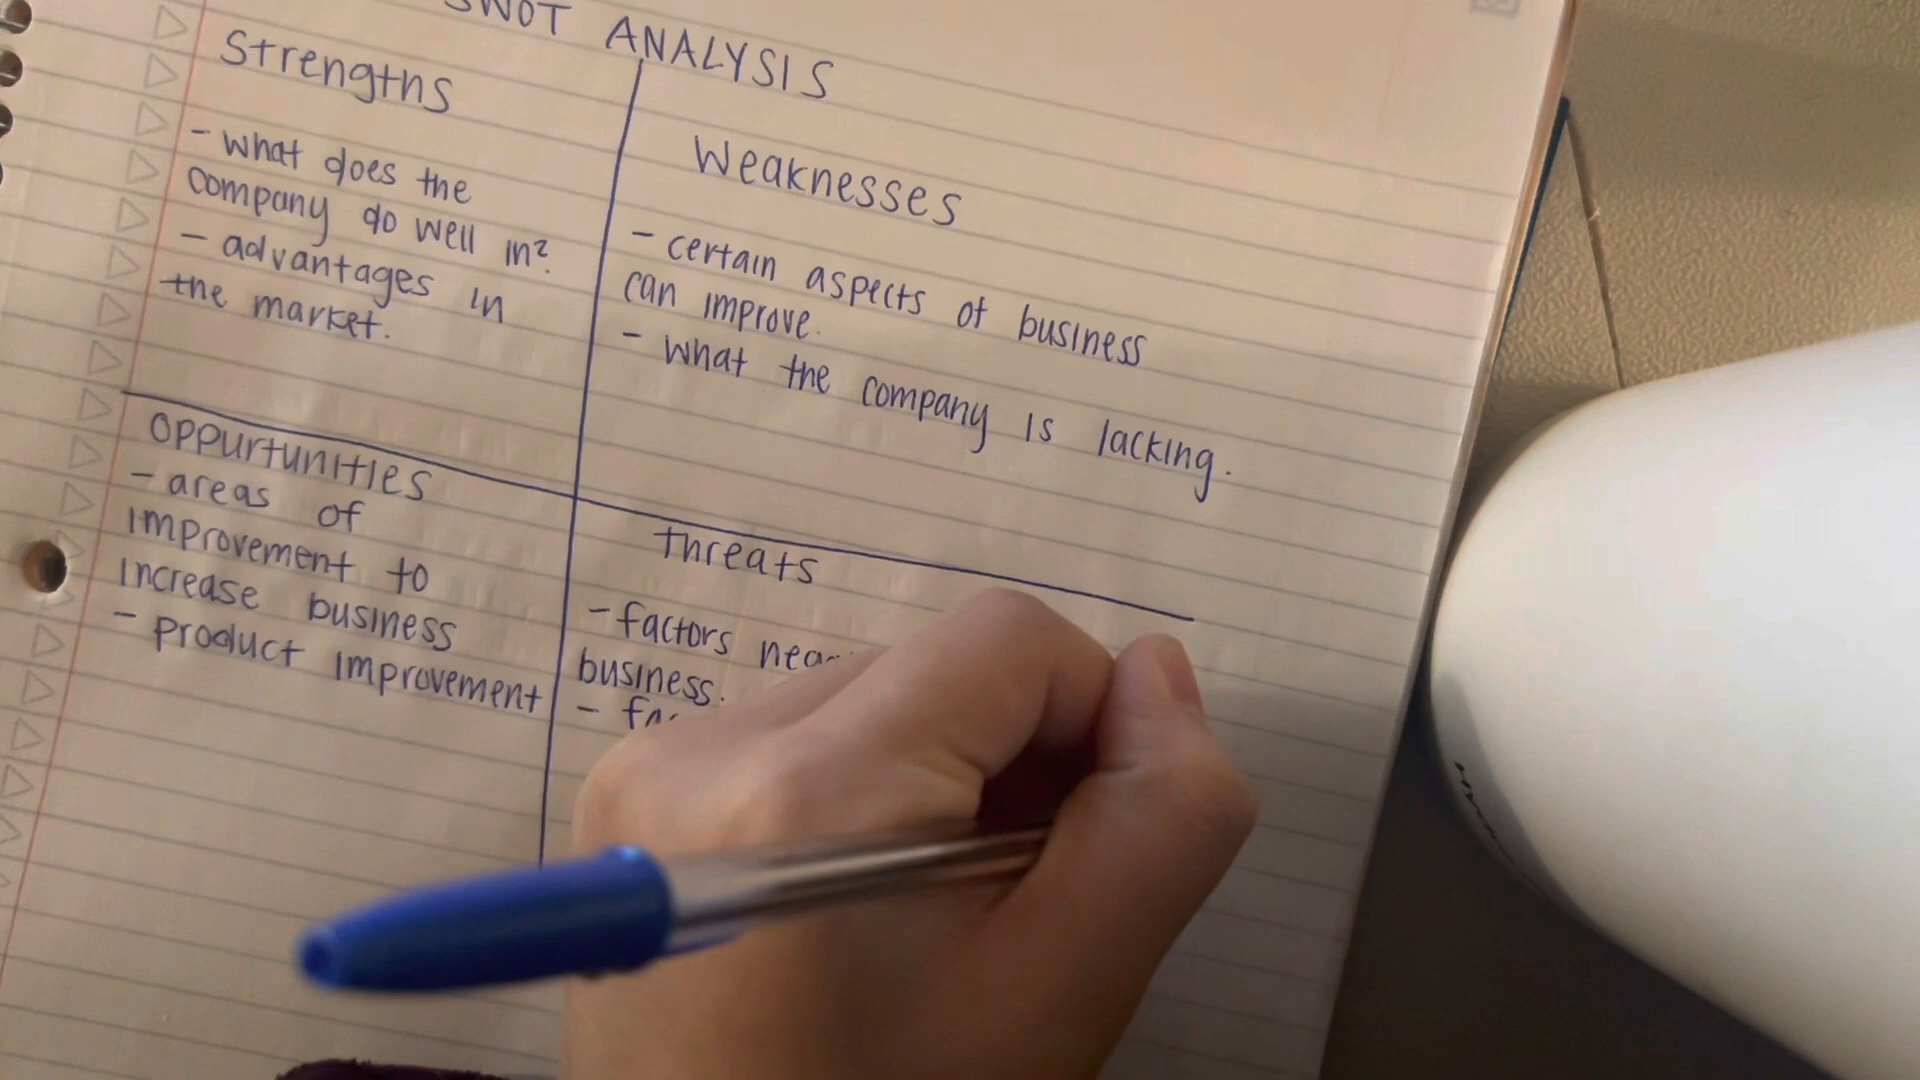 SWOT ANALYSIS
Strengths
- what does the
company do well in?
- advantages in
the market.
Weaknesses
- certain aspects of business
can improve.
- what the company is lacking.
OPPURTUNITIES
- areas of
improvement to
increase business
- product improvement
threats
- factors
business.
-